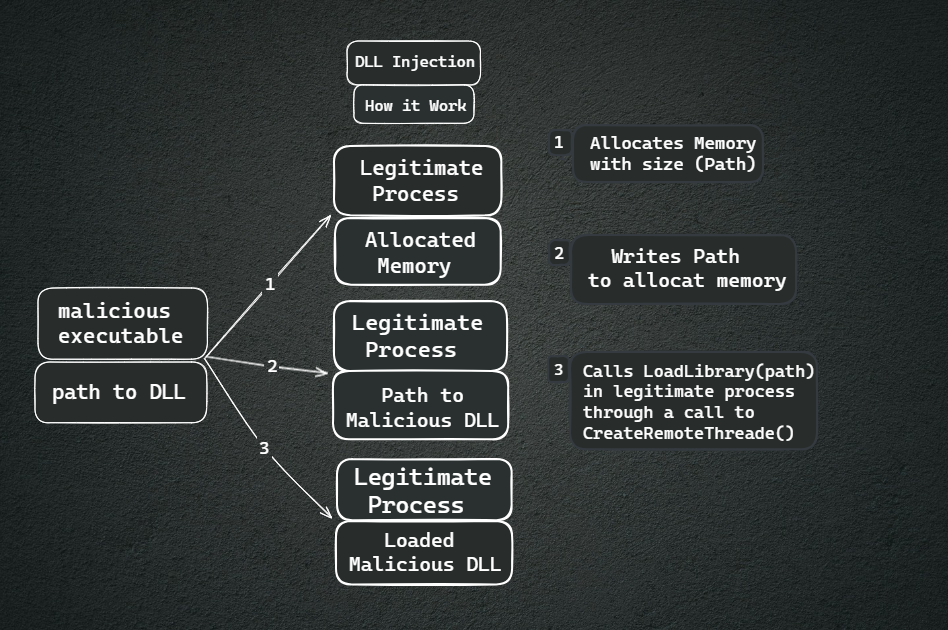 DLL Injection
How it Work
Legitimate
Process
Allocated
Memory
1
malicious
executable
path to DLL
2
Legitimate
Process
Path to
Malicious DLL
3
Legitimate
Process
Loaded
Malicious DLL
1
Allocates Memory
with size (Path)
2
Writes Path
to allocat memory
3
Calls LoadLibrary(path)
in legitimate process
through a call to
CreateRemoteThreade()